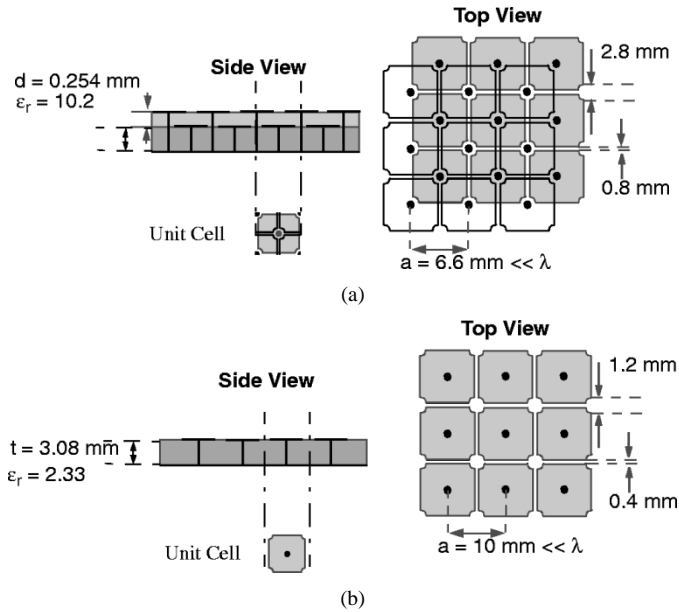 Top View
2.8 mm
Side View
d = 0.254 mm
εr = 10.2
0.8 mm
Unit Cell
a = 6.6 mm << λ
(a)
Top View
1.2 mm
Side View
t = 3.08 mm
εr = 2.33
0.4 mm
Unit Cell
a = 10 mm << λ
(b)